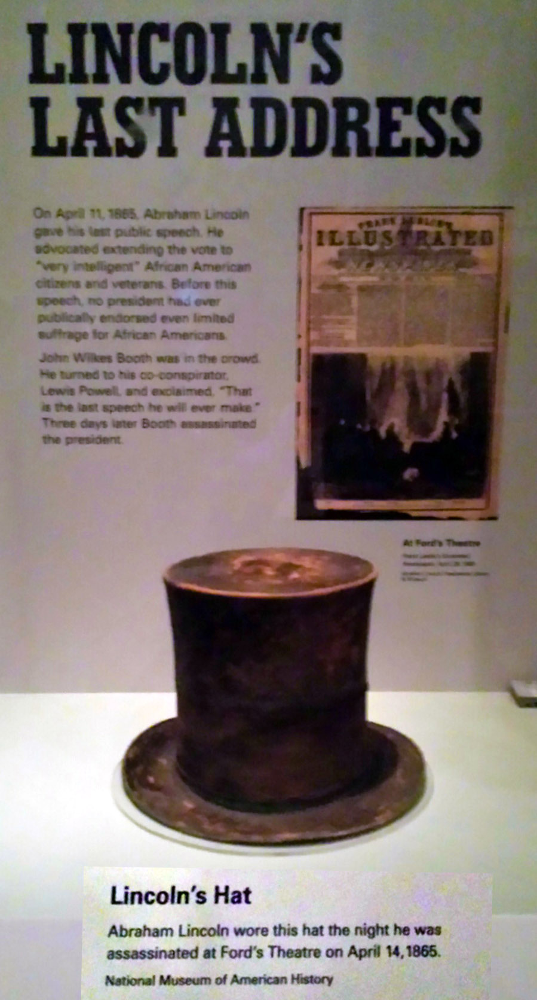 LINCOLN'S
LAST ADDRESS
On April 11, 1865, Abraham Lincoln
gave his last public speech. He
advocated extending the vote to
"very intelligent" African American
citizens and veterans. Before this
speech, no president had ever
publically endorsed even limited
suffrage for African Americans.
John Wilkes Booth was in the crowd.
He turned to his co-conspirator,
Lewis Powell, and exclaimed, "That
is the last speech he will ever make."
Three days later Booth assassinated
the president.
FRANK LESLIE'S
ILLUSTRATED
At Ford's Theatre
Lincoln's Hat
Abraham Lincoln wore this hat the night he was
assassinated at Ford's Theatre on April 14, 1865.
National Museum of American History